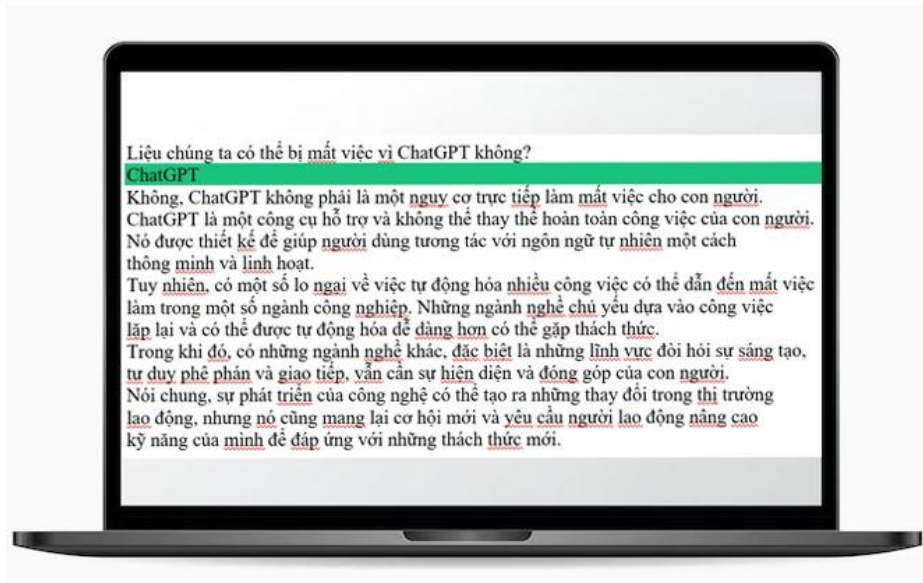 Liệu chúng ta có thể bị mất việc vì ChatGPT không?
ChatGPT
Không, ChatGPT không phải là một nguy cơ trực tiếp làm mất việc cho con người.
ChatGPT là một công cụ hỗ trợ và không thể thay thế hoàn toàn công việc của con người.
Nó được thiết kế để giúp người dùng tương tác với ngôn ngữ tự nhiên một cách
thông minh và linh hoạt.
Tuy nhiên, có một số lo ngại về việc tự động hóa nhiều công việc có thể dẫn đến mất việc
làm trong một số ngành công nghiệp. Những ngành nghề chủ yếu dựa vào công việc
lặp lại và có thể được tự động hóa dễ dàng hơn có thể gặp thách thức.
Trong khi đó, có những ngành nghề khác, đặc biệt là những lĩnh vực đòi hỏi sự sáng tạo,
tư duy phê phán và giao tiếp, vẫn cần sự hiện diện và đóng góp của con người.
Nói chung, sự phát triển của công nghệ có thể tạo ra những thay đổi trong thị trường
lao động, nhưng nó cũng mang lại cơ hội mới và yêu cầu người lao động nâng cao
kỹ năng của mình để đáp ứng với những thách thức mới.